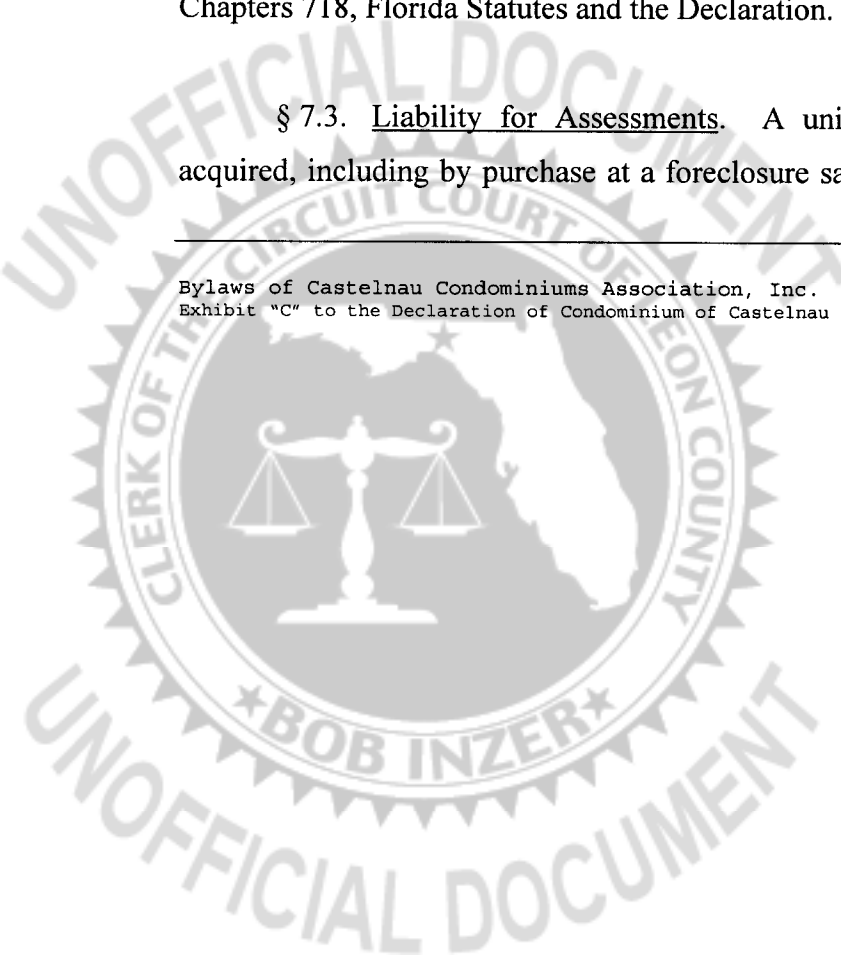 Chapters 718, Florida Statutes and the Declaration.
§ 7.3. Liability for Assessments. A uni
acquired, including by purchase at a foreclosure sa
Bylaws of Castelnau Condominiums Association, Inc.
Exhibit "C" to the Declaration of Condominium of Castelnau
UNOFFICIAL DOCUMENT
CLERK OF THE CIRCUIT COURT OF LEON COUNTY
★BOB INZER★
UNOFFICIAL DOCUMENT